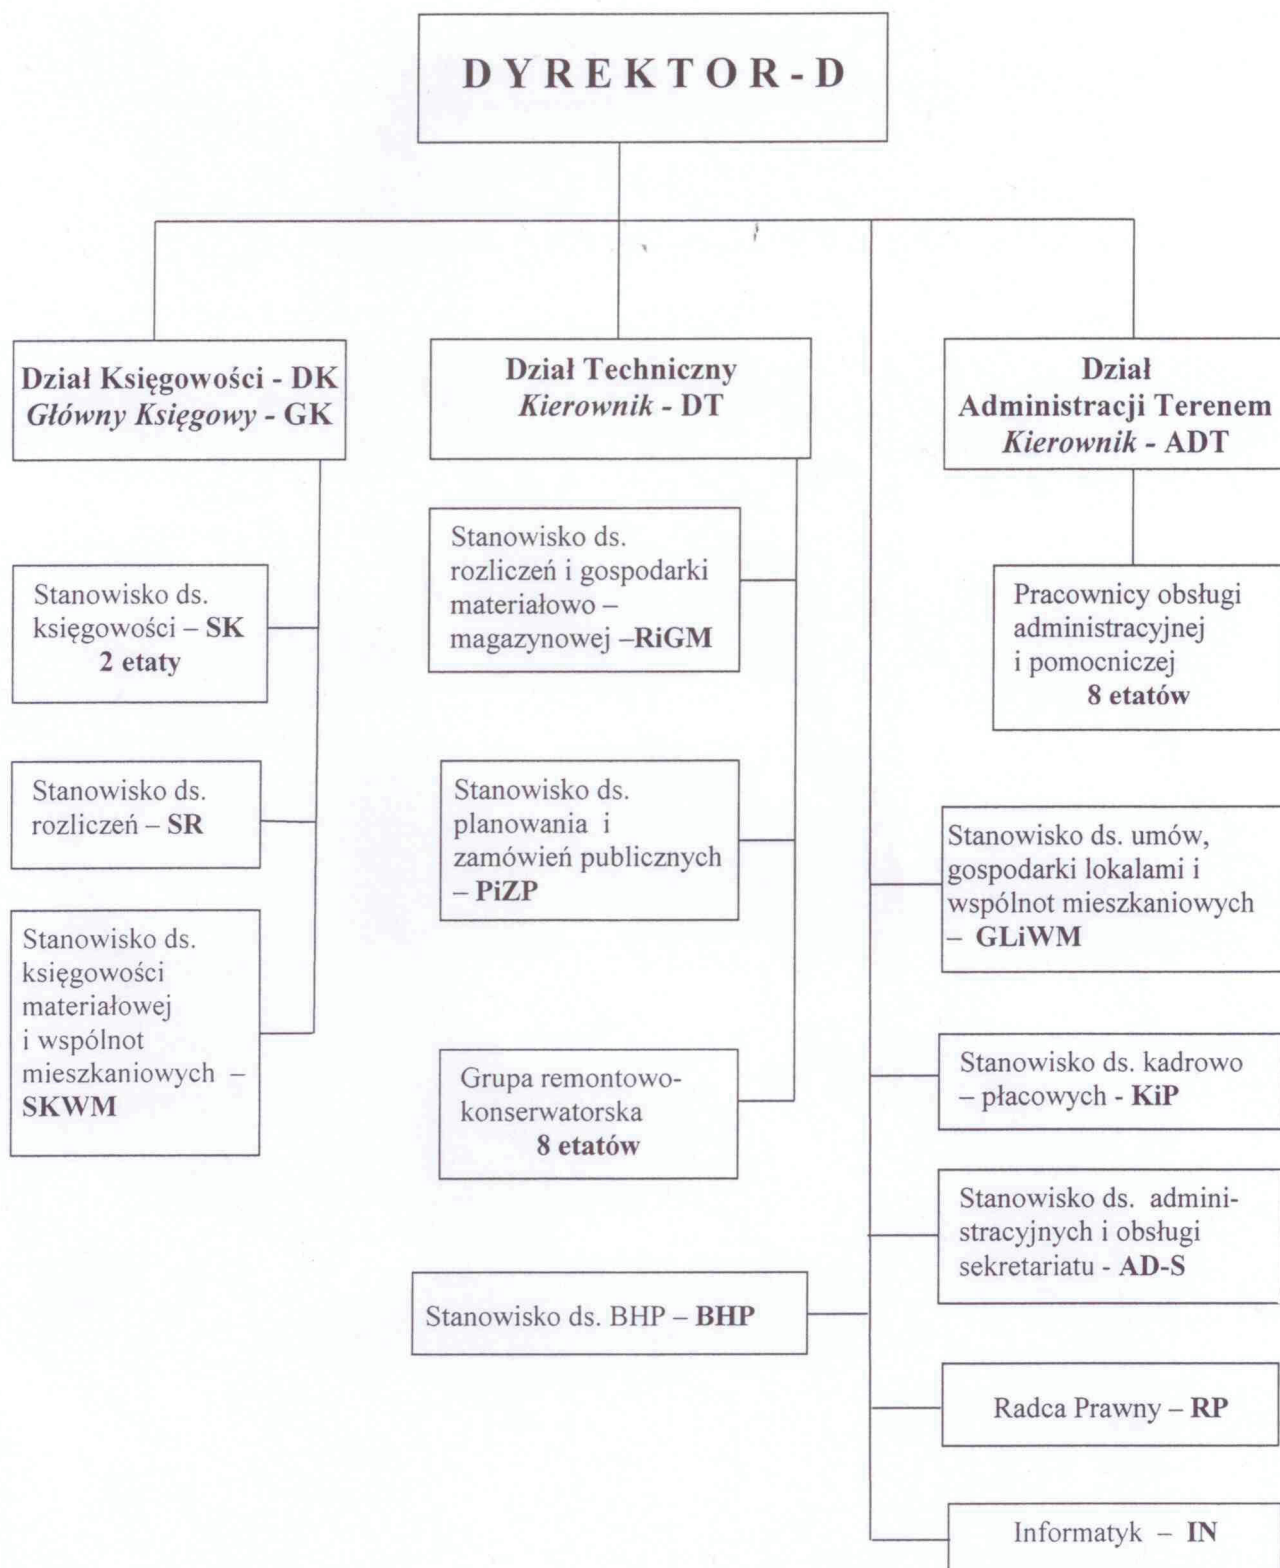 DYREKTOR-D
Dział Księgowości - DK
Główny Księgowy - GK
Stanowisko ds.
księgowości – SK
2 etaty
Stanowisko ds.
rozliczeń – SR
Stanowisko ds.
księgowości
materiałowej
i wspólnot
mieszkaniowych –
SKWM
Dział Techniczny
Kierownik - DT
Stanowisko ds.
rozliczeń i gospodarki
materiałowo –
magazynowej –RiGM
Stanowisko ds.
planowania i
zamówień publicznych
– PiZP
Grupa remontowo-
konserwatorska
8 etatów
Dział
Administracji Terenem
Kierownik - ADT
Pracownicy obsługi
administracyjnej
i pomocniczej
8 etatów
Stanowisko ds. umów,
gospodarki lokalami i
wspólnot mieszkaniowych
– GLiWM
Stanowisko ds. kadrowo
– płacowych - KiP
Stanowisko ds. admini-
stracyjnych i obsługi
sekretariatu - AD-S
Stanowisko ds. BHP – BHP
Radca Prawny – RP
Informatyk – IN